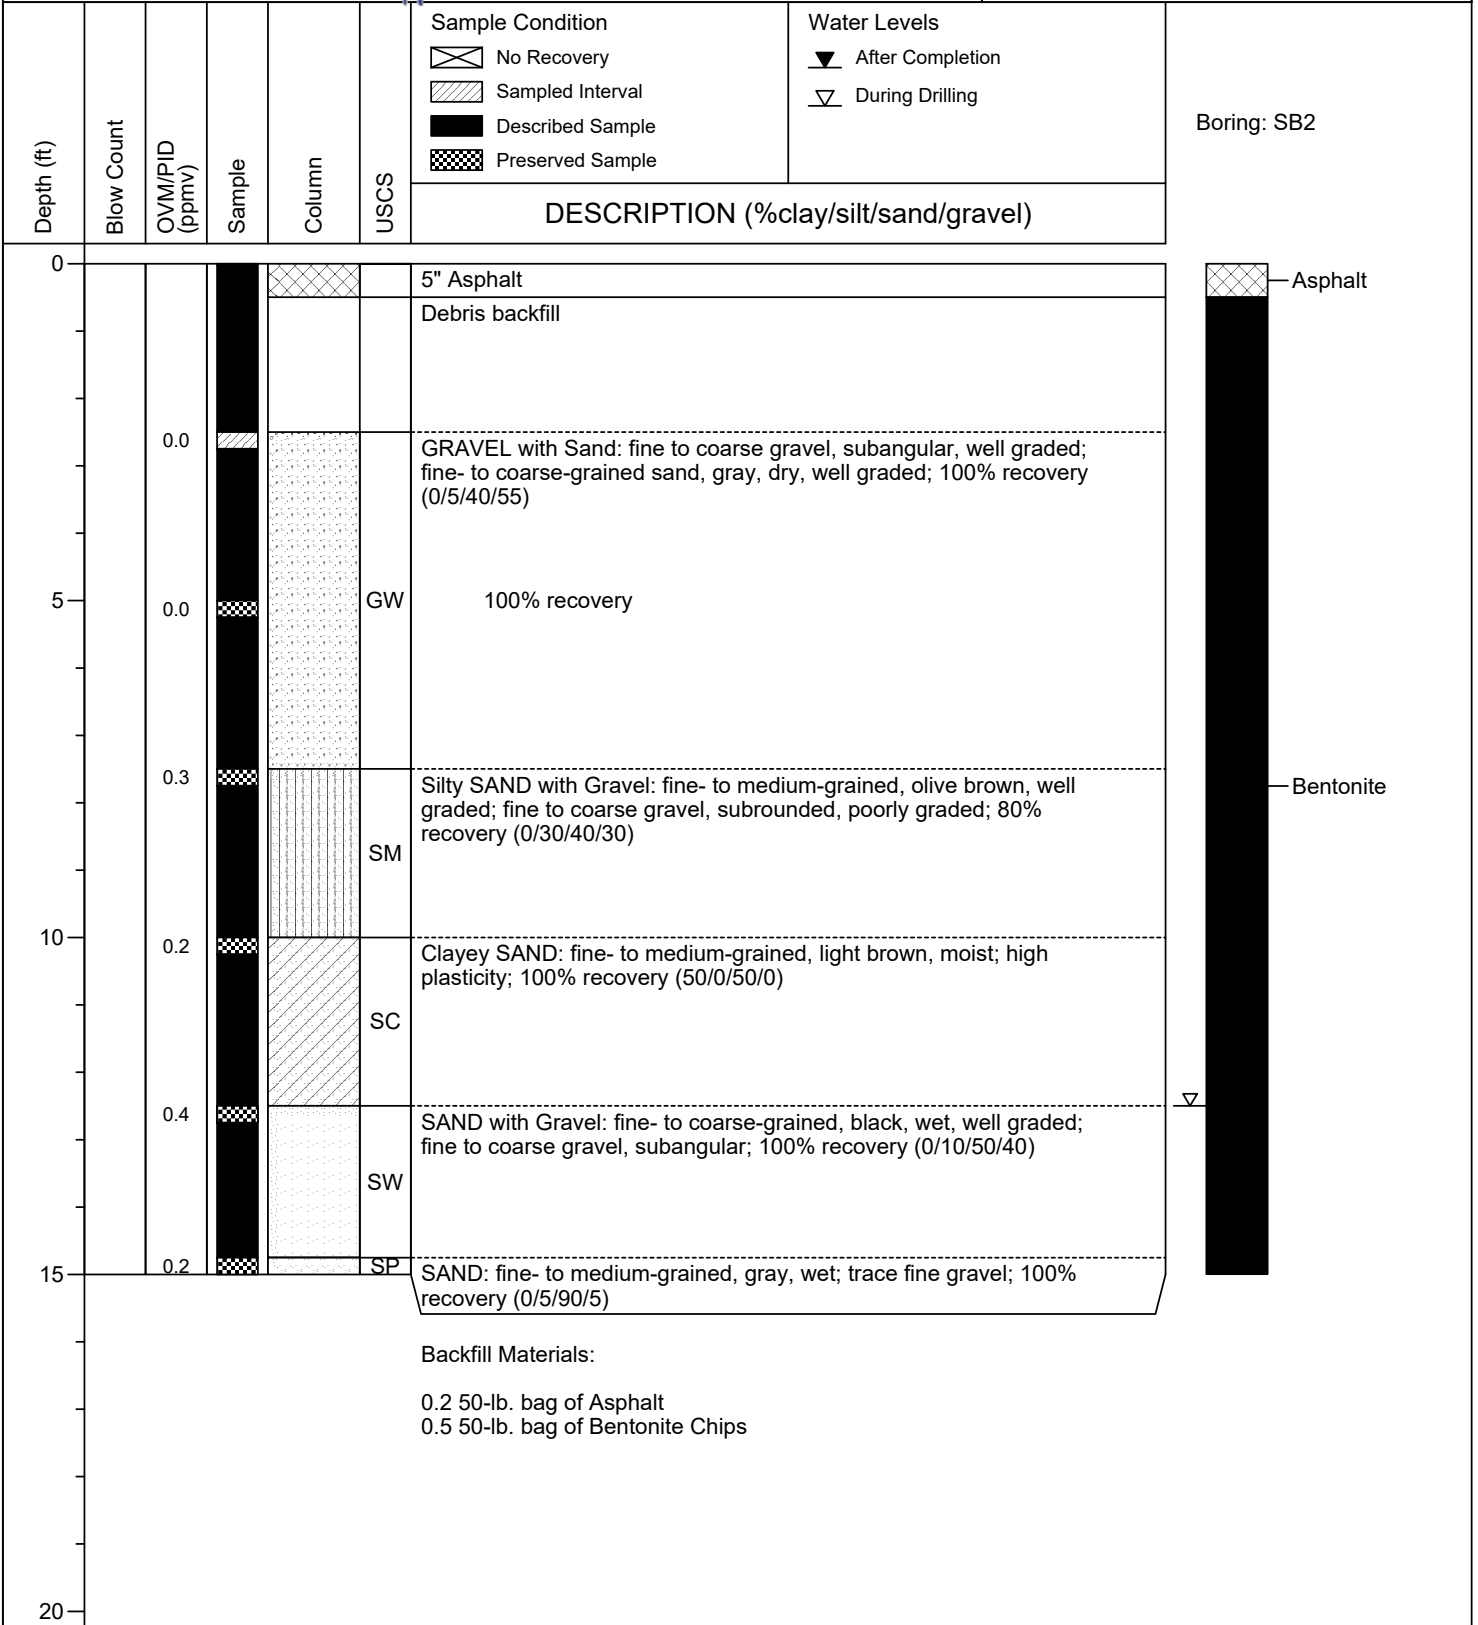 Sample Condition
No Recovery
Sampled Interval
Described Sample
Preserved Sample
Water Levels
After Completion
During Drilling
Boring: SB2
Depth (ft)
Blow Count
OVM/PID
(ppmv)
Sample
Column
USCS
DESCRIPTION (%clay/silt/sand/gravel)
0
5" Asphalt
Asphalt
Debris backfill
0.0
GRAVEL with Sand: fine to coarse gravel, subangular, well graded;
fine- to coarse-grained sand, gray, dry, well graded; 100% recovery
(0/5/40/55)
5
0.0
GW
100% recovery
0.3
Silty SAND with Gravel: fine- to medium-grained, olive brown, well
graded; fine to coarse gravel, subrounded, poorly graded; 80%
recovery (0/30/40/30)
Bentonite
SM
10
0.2
Clayey SAND: fine- to medium-grained, light brown, moist; high
plasticity; 100% recovery (50/0/50/0)
SC
0.4
SAND with Gravel: fine- to coarse-grained, black, wet, well graded;
fine to coarse gravel, subangular; 100% recovery (0/10/50/40)
SW
15
0.2
SP
SAND: fine- to medium-grained, gray, wet; trace fine gravel; 100%
recovery (0/5/90/5)
Backfill Materials:
0.2 50-lb. bag of Asphalt
0.5 50-lb. bag of Bentonite Chips
20